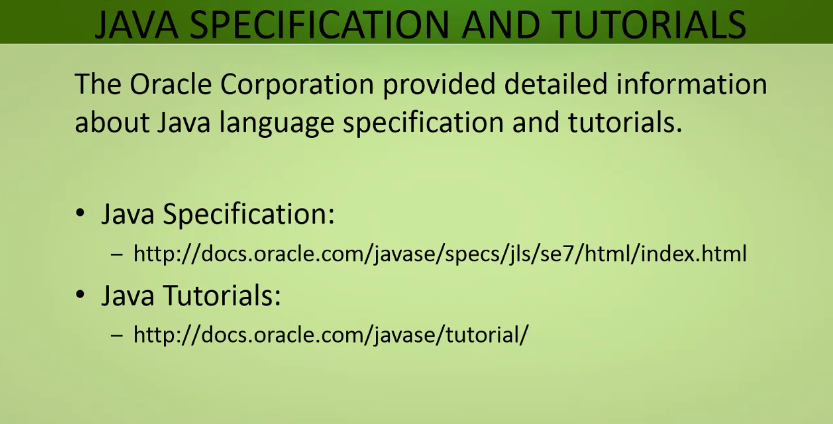 JAVA SPECIFICATION AND TUTORIALS
The Oracle Corporation provided detailed information
about Java language specification and tutorials.
• Java Specification:
– http://docs.oracle.com/javase/specs/jls/se7/html/index.html
• Java Tutorials:
– http://docs.oracle.com/javase/tutorial/